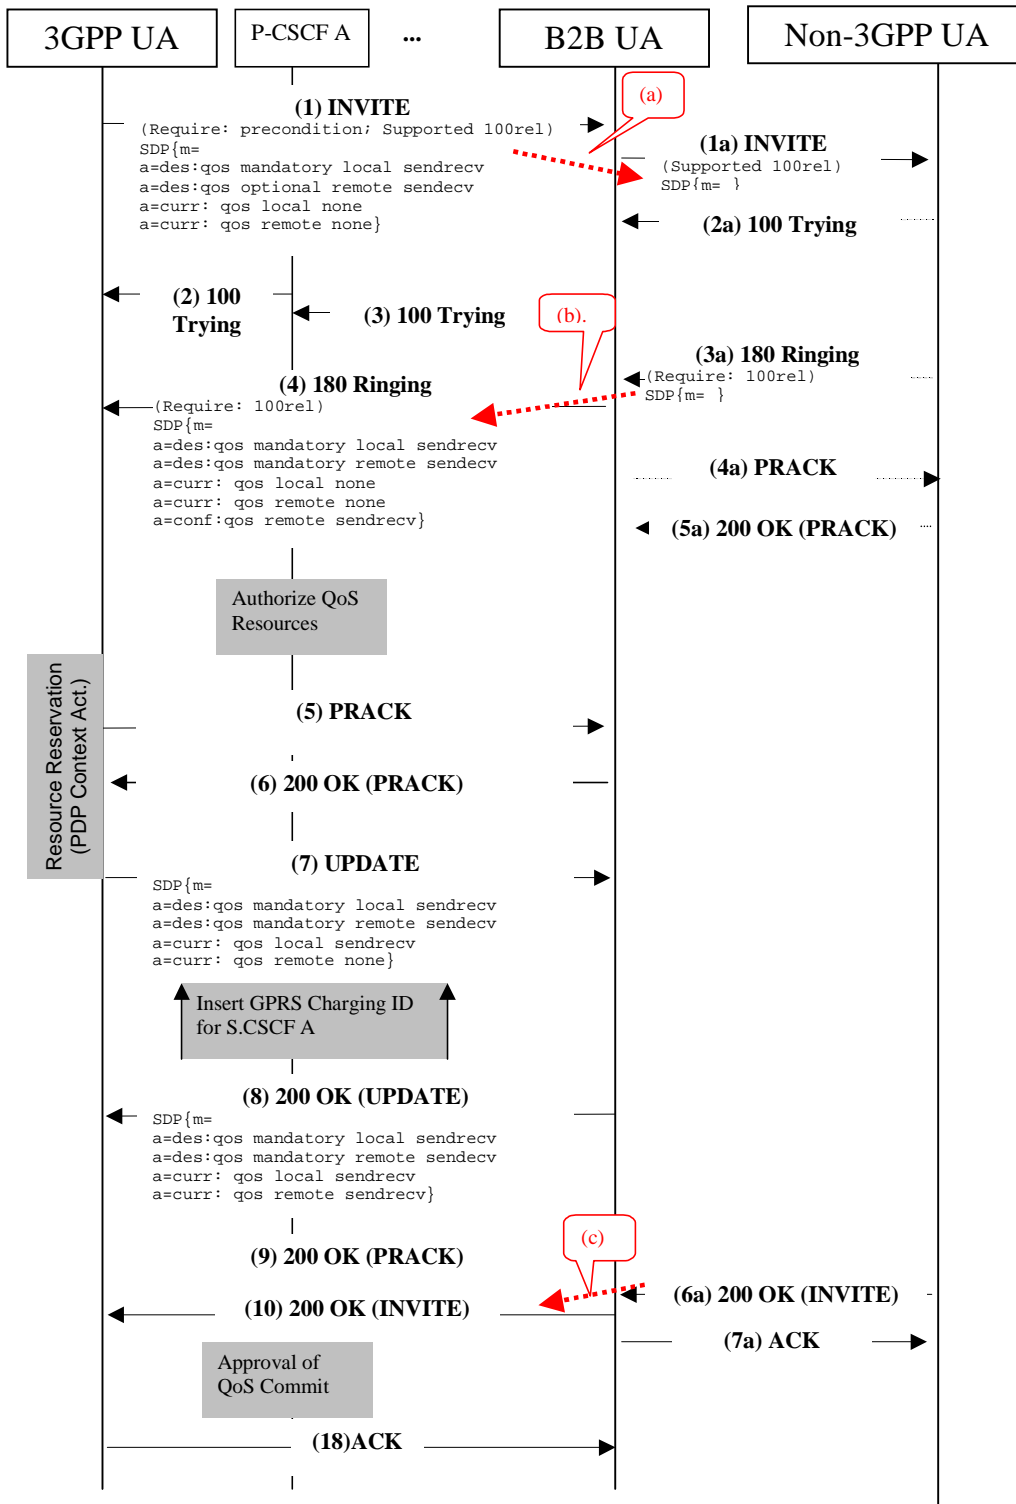 3GPP UA
P-CSCF A
...
B2B UA
Non-3GPP UA
(a)
(1) INVITE
(Require: precondition; Supported 100rel)
SDP{m=
a=des:qos mandatory local sendrecv
a=des:qos optional remote sendecv
a=curr: qos local none
a=curr: qos remote none}
(1a) INVITE
(Supported 100rel)
SDP{m= }
(2a) 100 Trying
(2) 100
Trying
(3) 100 Trying
(b).
(3a) 180 Ringing
(Require: 100rel)
SDP{m= }
(4) 180 Ringing
(Require: 100rel)
SDP{m=
a=des:qos mandatory local sendrecv
a=des:qos mandatory remote sendecv
a=curr: qos local none
a=curr: qos remote none
a=conf:qos remote sendrecv}
(4a) PRACK
(5a) 200 OK (PRACK)
Authorize QoS
Resources
Resource Reservation
(PDP Context Act.)
(5) PRACK
(6) 200 OK (PRACK)
(7) UPDATE
SDP{m=
a=des:qos mandatory local sendrecv
a=des:qos mandatory remote sendecv
a=curr: qos local sendrecv
a=curr: qos remote none}
Insert GPRS Charging ID
for S.CSCF A
(8) 200 OK (UPDATE)
SDP{m=
a=des:qos mandatory local sendrecv
a=des:qos mandatory remote sendecv
a=curr: qos local sendrecv
a=curr: qos remote sendrecv}
(c)
(9) 200 OK (PRACK)
(6a) 200 OK (INVITE)
(10) 200 OK (INVITE)
(7a) ACK
Approval of
QoS Commit
(18)ACK